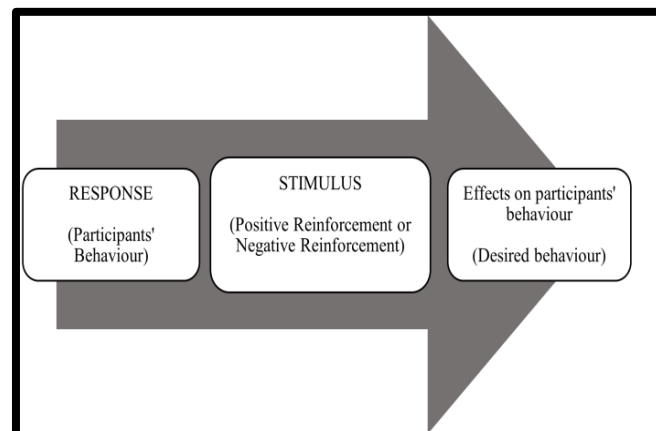 RESPONSE
(Participants'
Behaviour)
STIMULUS
(Positive Reinforcement or
Negative Reinforcement)
Effects on participants'
behaviour
(Desired behaviour)